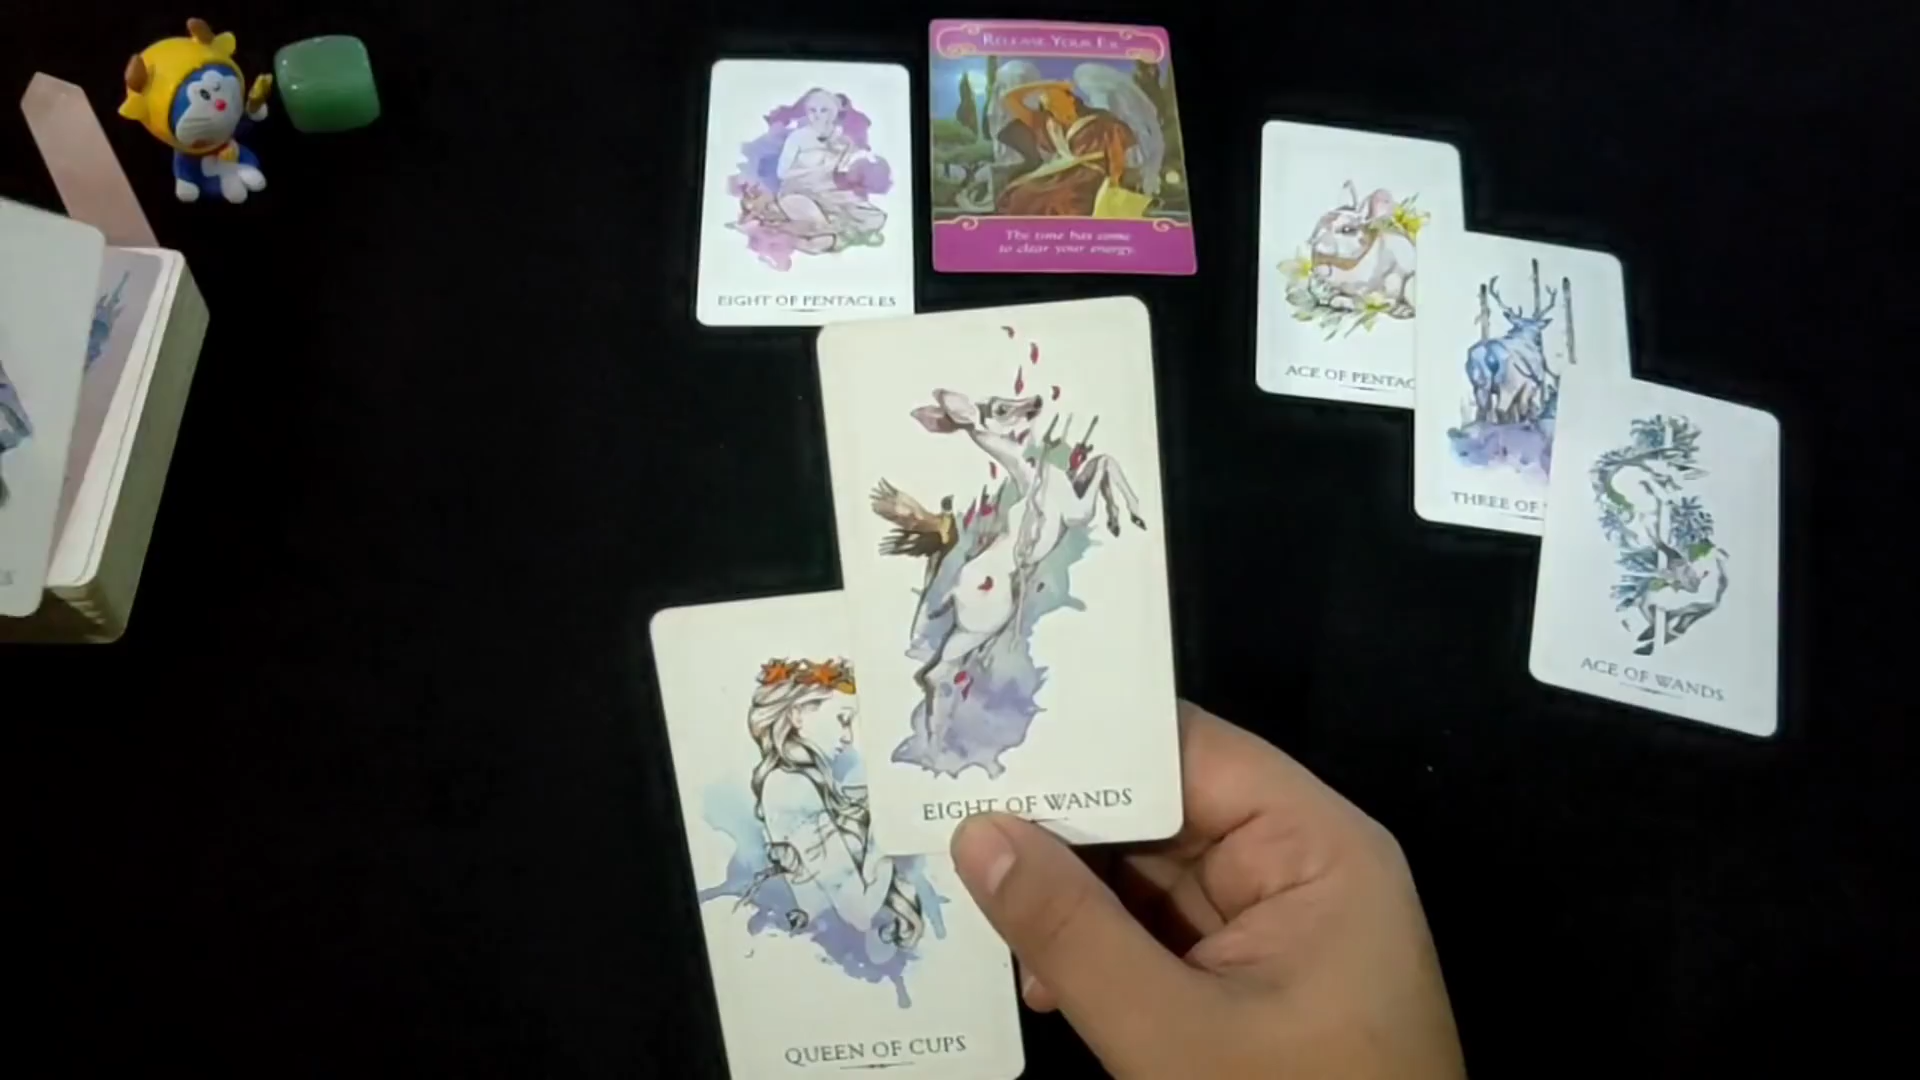 RELEASE YOUR EX
The time has come
to clear your energy.
EIGHT OF PENTACLES
ACE OF PENTAC
THREE OF
ACE OF WANDS
EIGHT OF WANDS
QUEEN OF CUPS